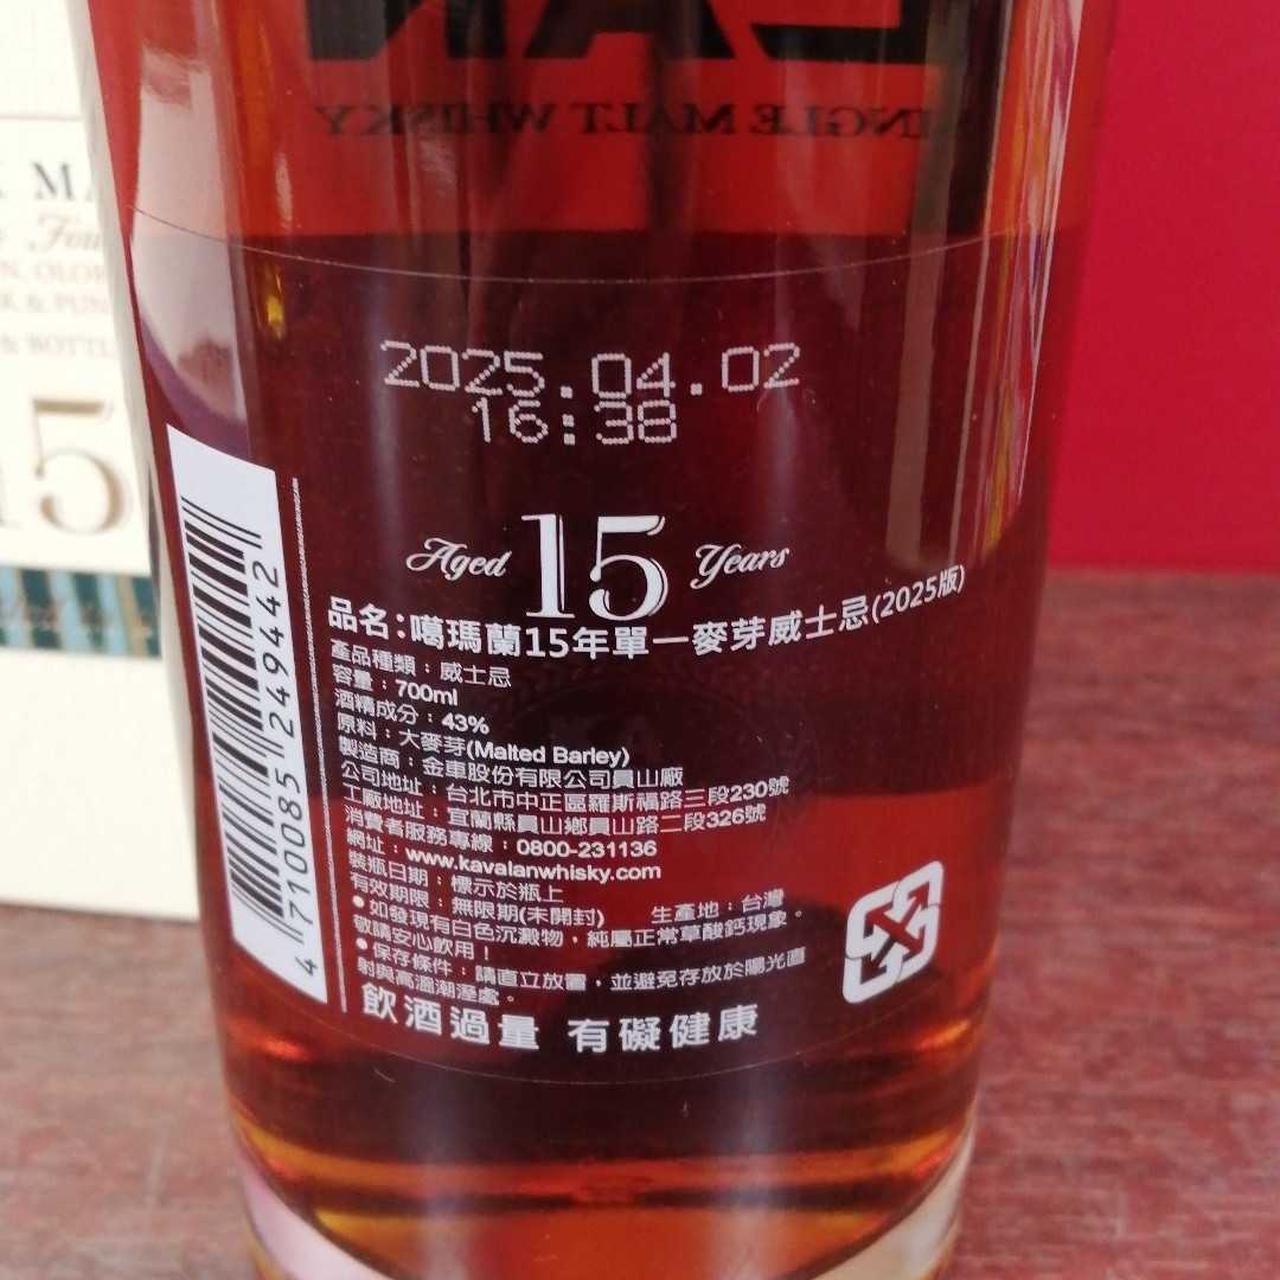 SINGLE MALT WHISKY
2025.04.02
16:38
Aged 15 Years
品名:噶瑪蘭15年單一麥芽威士忌(2025版)
產品種類：威士忌
容量：700ml
酒精成分：43%
原料：大麥芽(Malted Barley)
製造商：金車股份有限公司員山廠
公司地址：台北市中正區羅斯福路三段230號
工廠地址：宜蘭縣員山鄉員山路二段326號
消費者服務專線：0800-231136
網址：www.kavalanwhisky.com
裝瓶日期：標示於瓶上
有效期限：無限期(未開封) 生產地：台灣
●如發現有白色沉澱物，純屬正常草酸鈣現象。
敬請安心飲用！
●保存條件：請直立放置，並避免存放於陽光直
射與高溫潮溼處。
飲酒過量 有礙健康
4 710085 249442
15